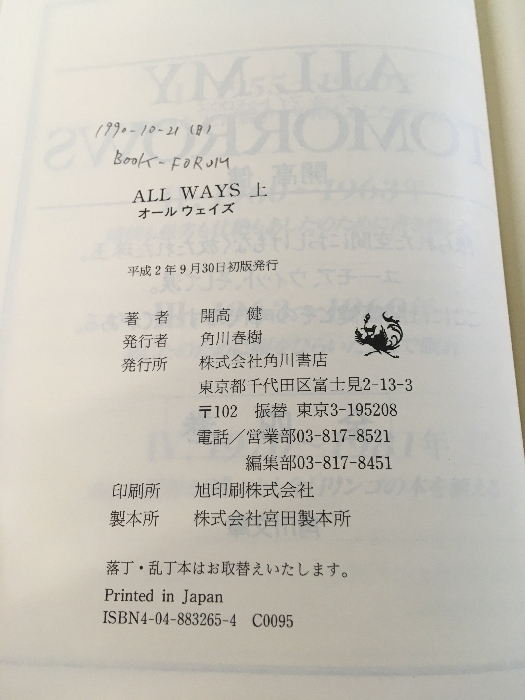 1990-10-21 (日)
BOOK-FORUM
ALL WAYS 上
オールウェイズ
平成2年9月30日初版発行
著 者 開高 健
発行者 角川春樹
発行所 株式会社角川書店
東京都千代田区富士見2-13-3
〒102 振替 東京3-195208
電話／営業部03-817-8521
編集部03-817-8451
印刷所 旭印刷株式会社
製本所 株式会社宮田製本所
落丁・乱丁本はお取替えいたします。
Printed in Japan
ISBN4-04-883265-4 C0095